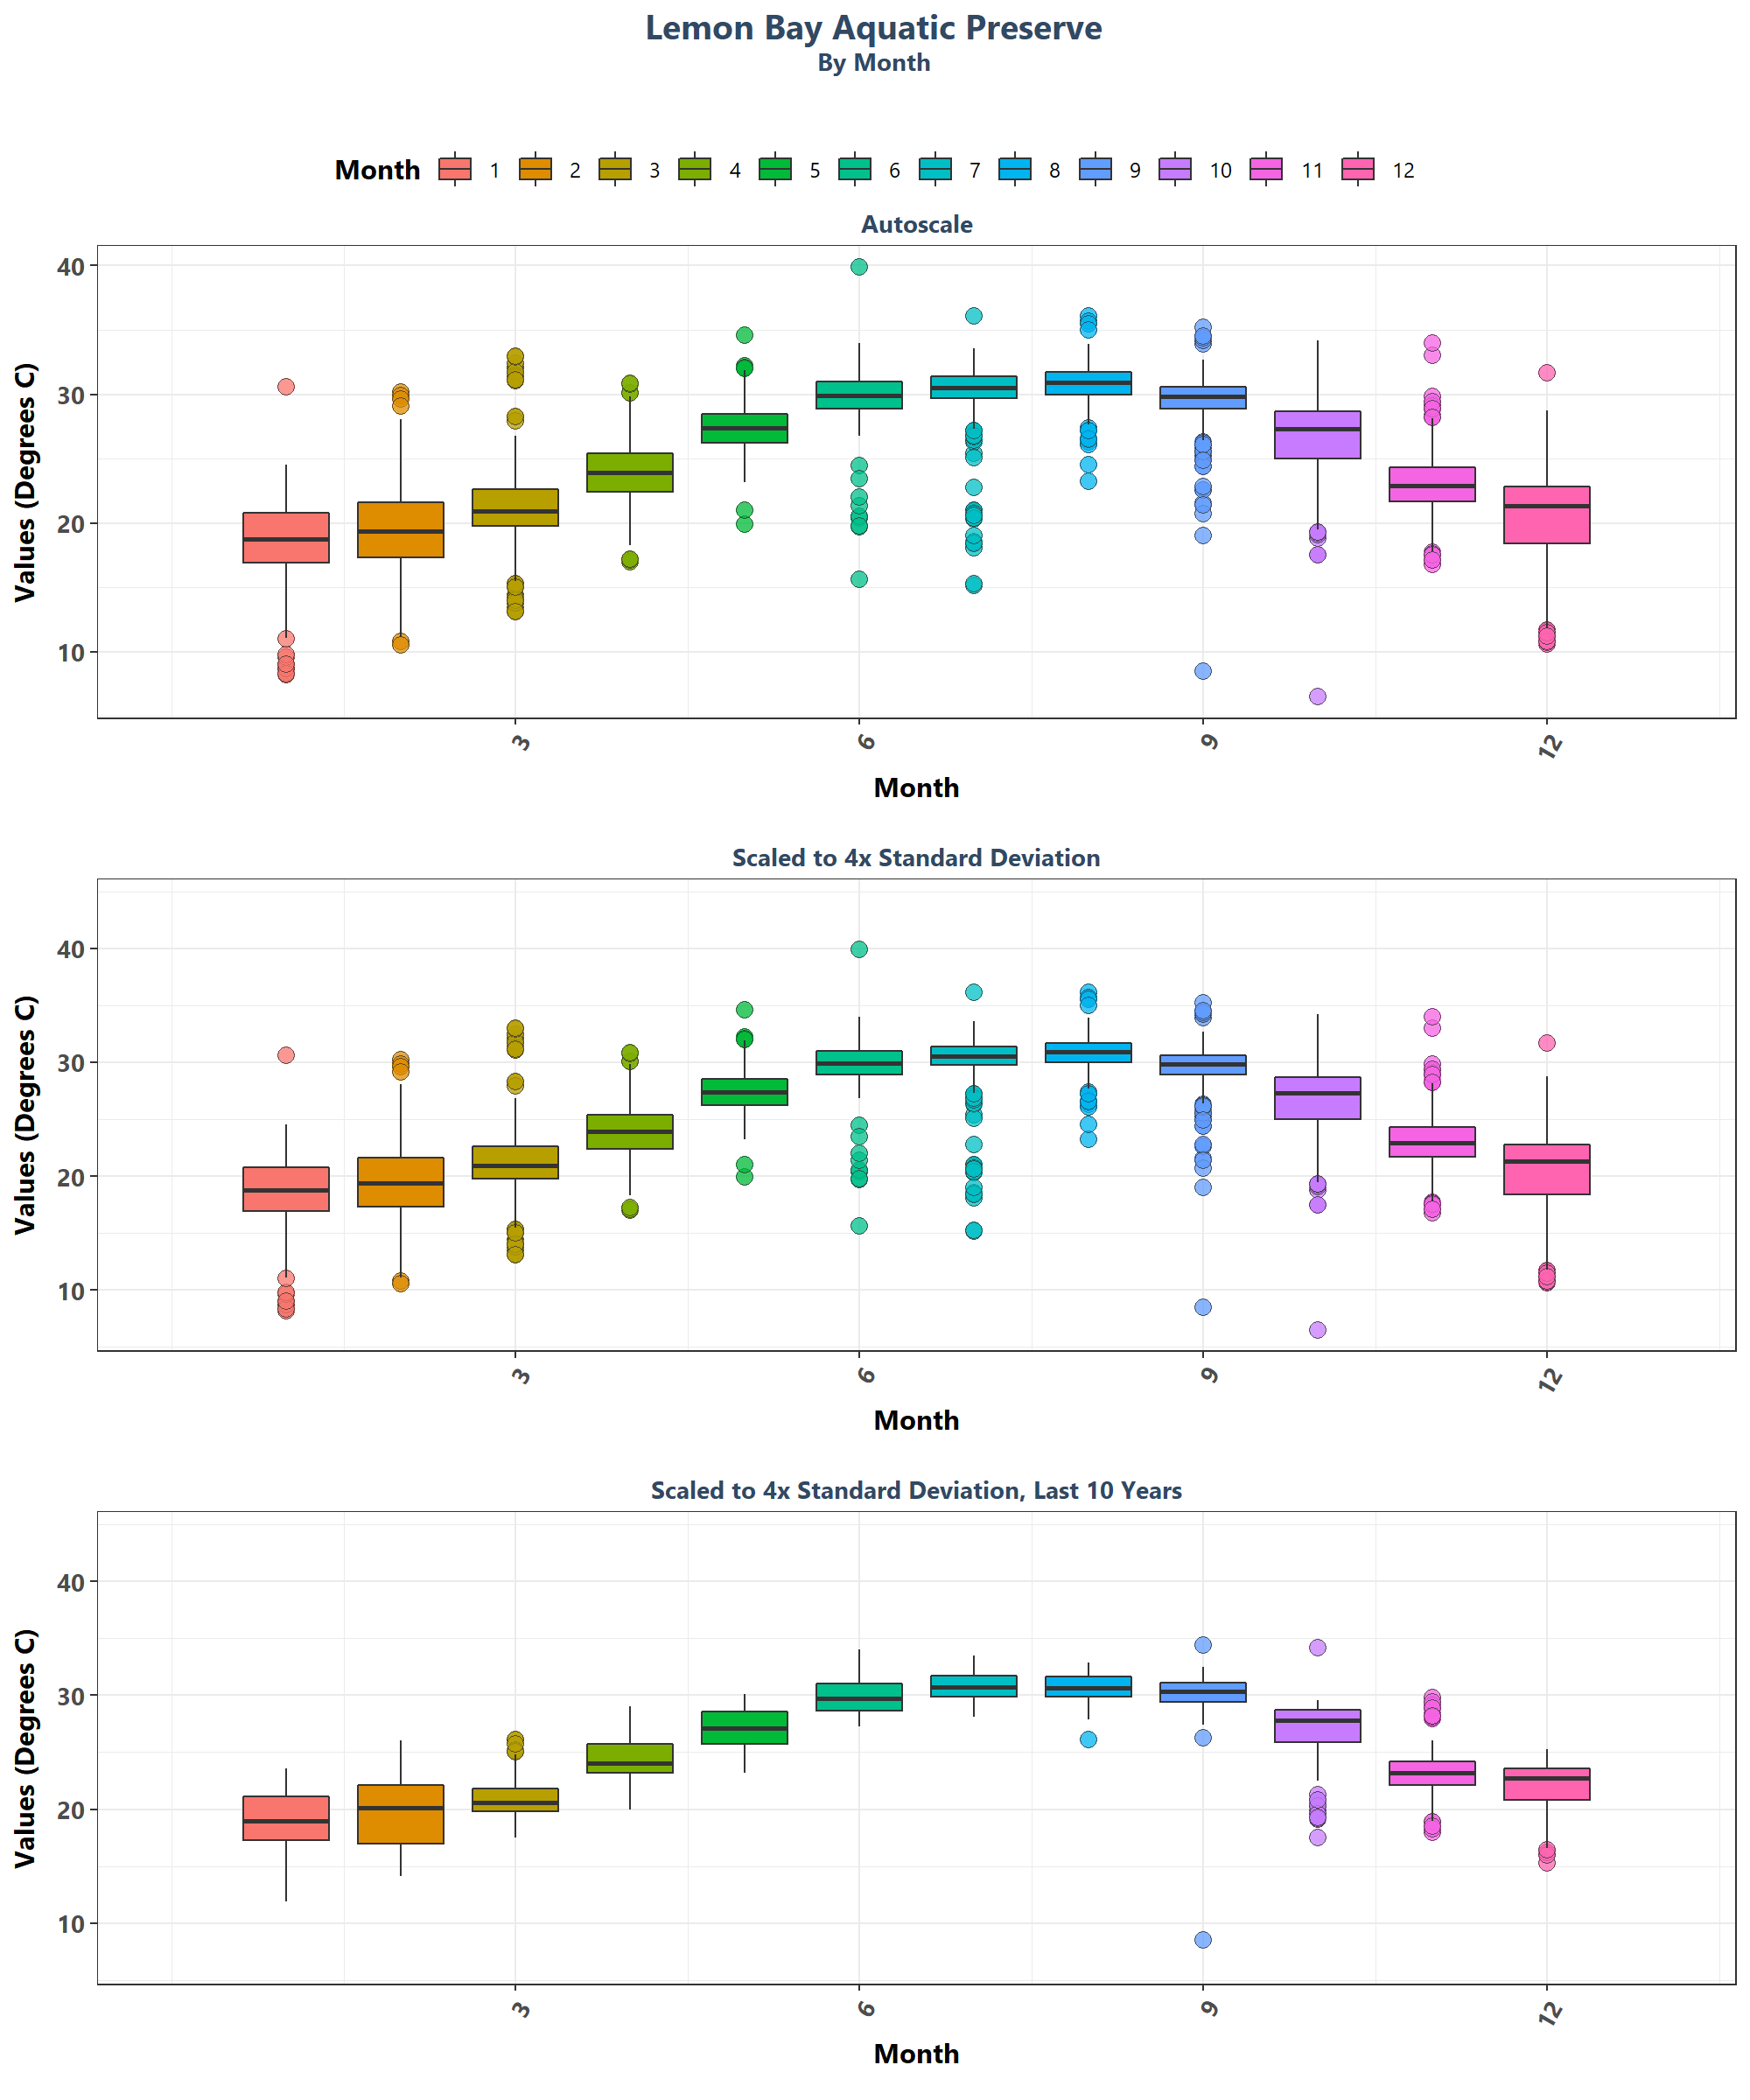 Lemon Bay Aquatic Preserve
By Month
Month 1 2 3 4 5 6 7 8 9 10 11 12
Autoscale
Values (Degrees C)
40
30
20
10
3 6 9 12
Month
Scaled to 4x Standard Deviation
Values (Degrees C)
40
30
20
10
3 6 9 12
Month
Scaled to 4x Standard Deviation, Last 10 Years
Values (Degrees C)
40
30
20
10
3 6 9 12
Month